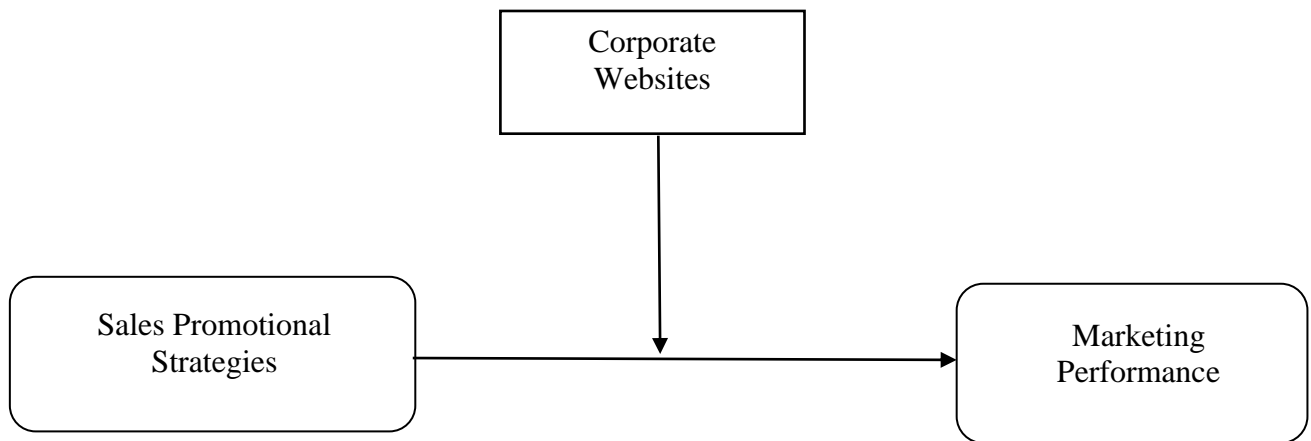 Corporate
Websites
Sales Promotional
Strategies
Marketing
Performance